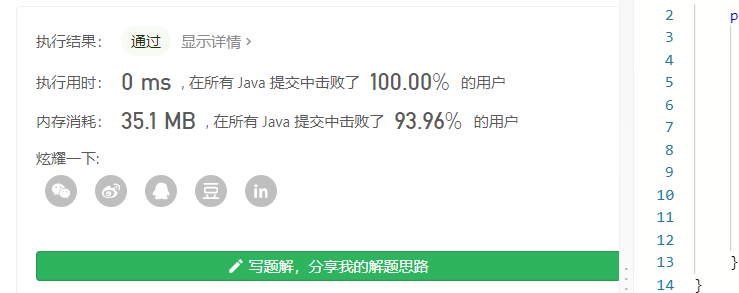 执行结果： 通过 显示详情 >
执行用时： 0 ms , 在所有 Java 提交中击败了 100.00% 的用户
内存消耗： 35.1 MB , 在所有 Java 提交中击败了 93.96% 的用户
炫耀一下:
豆 in
写题解，分享我的解题思路
2 p
3
4
5
6
7
8
9
10
11
12
13 }
14 }